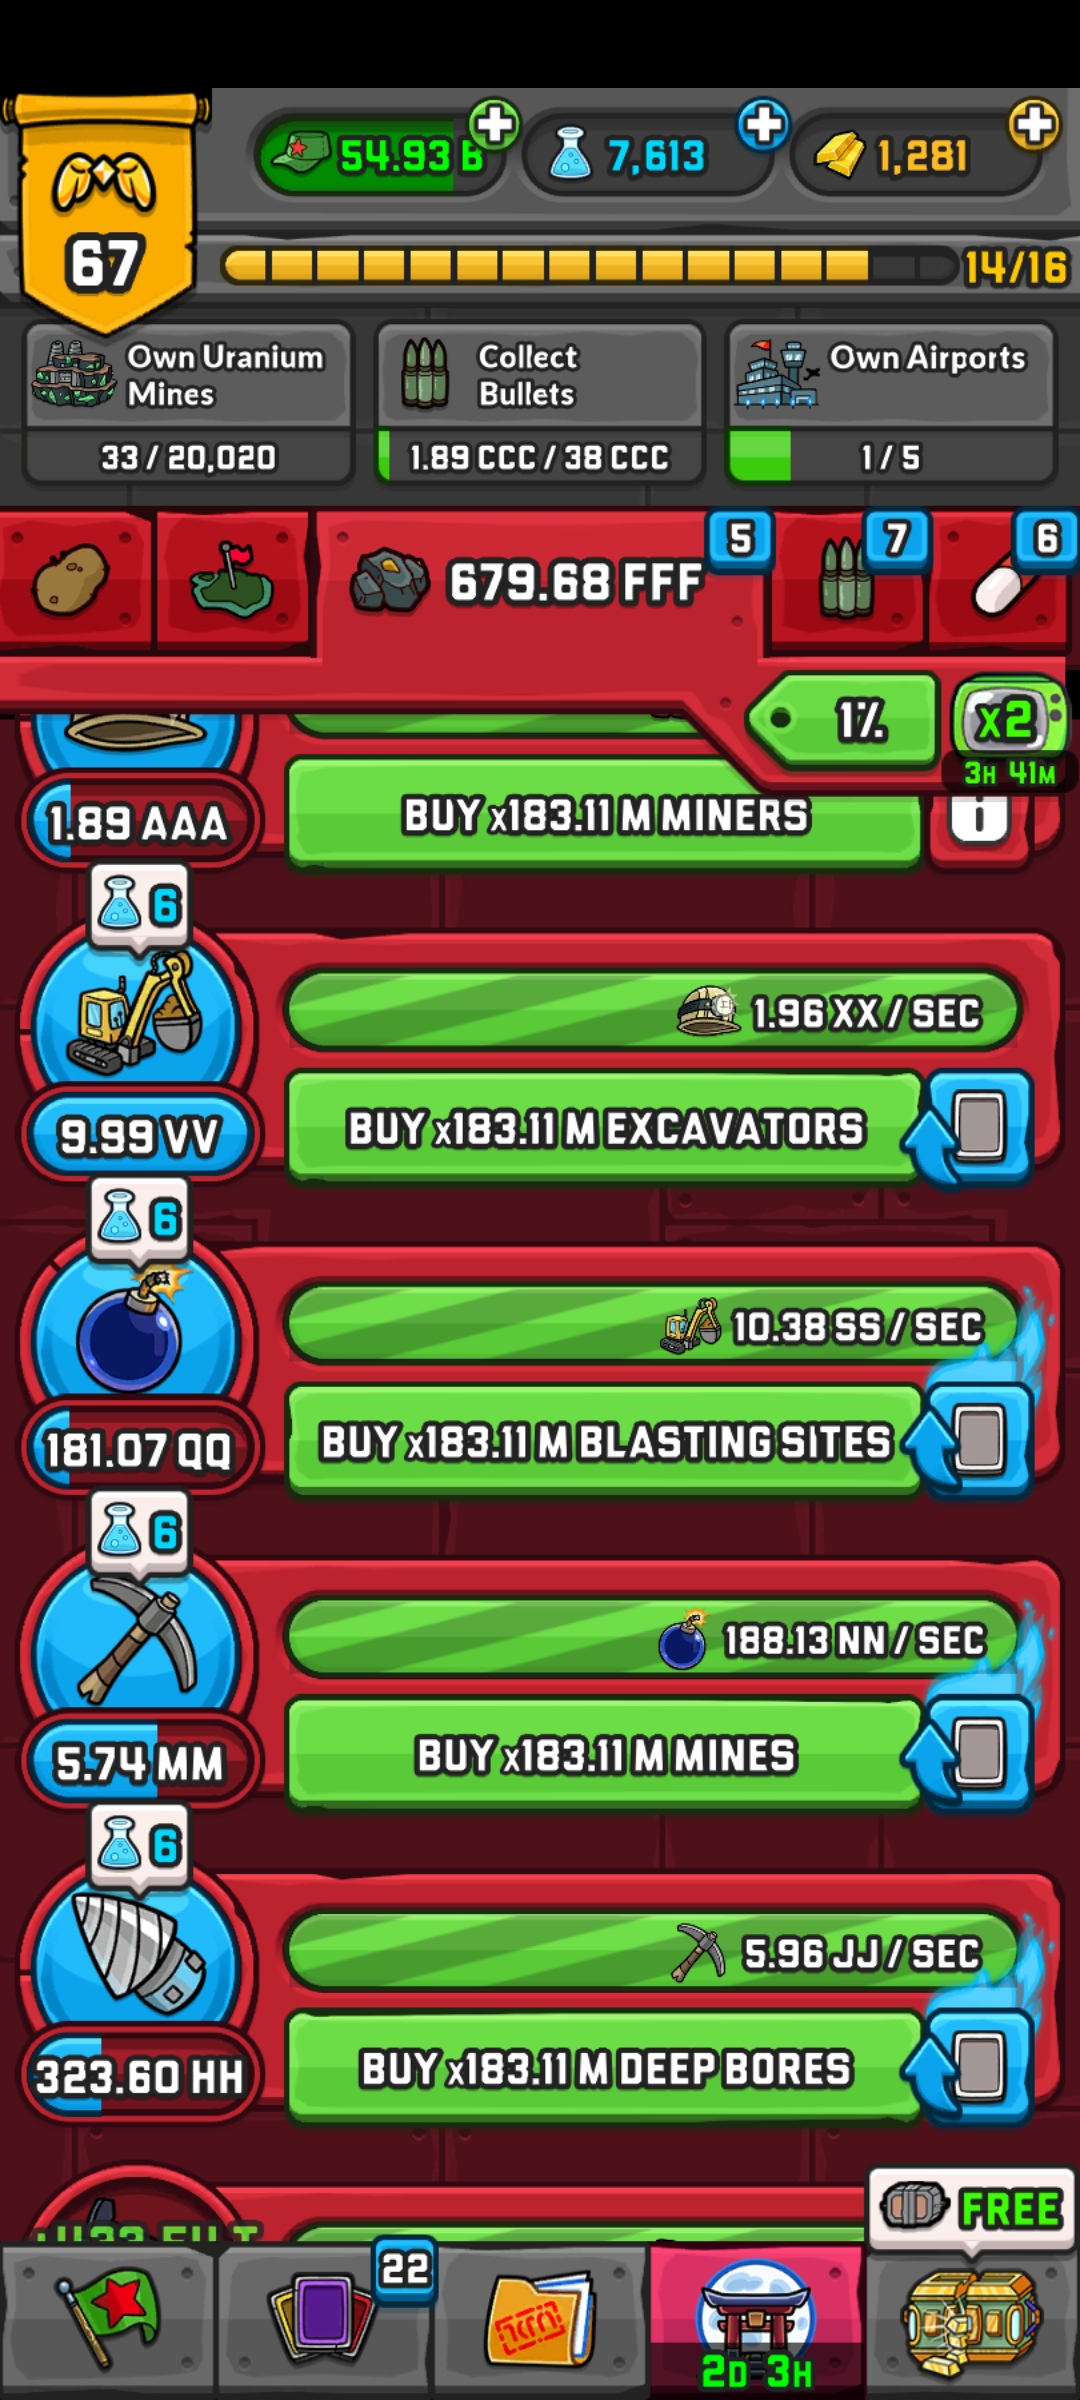 54.93 B
7,613
1,281
67
14/16
Own Uranium
Mines
33 / 20,020
Collect
Bullets
1.89 CCC / 38 CCC
Own Airports
1 / 5
679.68 FFF
5
7
6
1%
x2
3H 41M
1.89 AAA
BUY x183.11 M MINERS
i
6
1.96 XX / SEC
9.99 VV
BUY x183.11 M EXCAVATORS
6
10.38 SS / SEC
181.07 QQ
BUY x183.11 M BLASTING SITES
6
188.13 NN / SEC
5.74 MM
BUY x183.11 M MINES
6
5.96 JJ / SEC
323.60 HH
BUY x183.11 M DEEP BORES
FREE
22
2D 3H